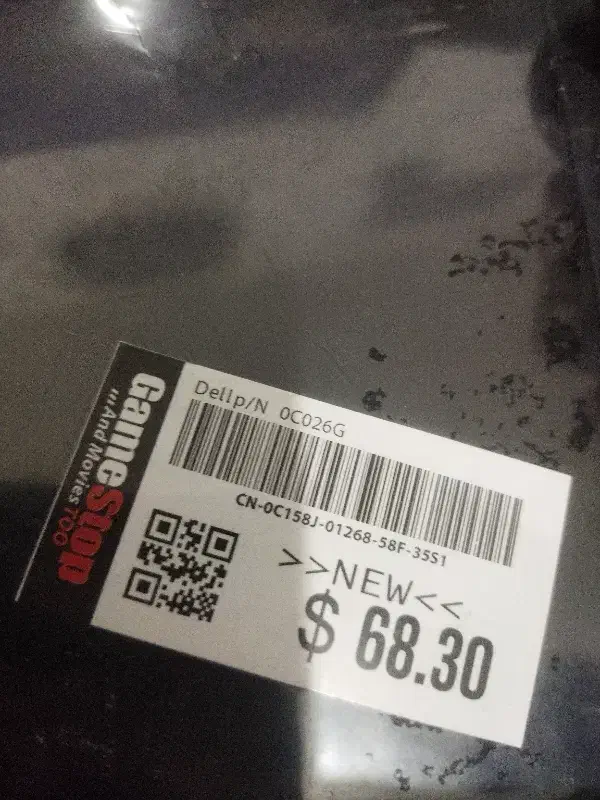 GameStop
...And Movies TOO
Dellp/N 0C026G
CN-0C158J-01268-58F-35S1
>>NEW<<
$ 68.30